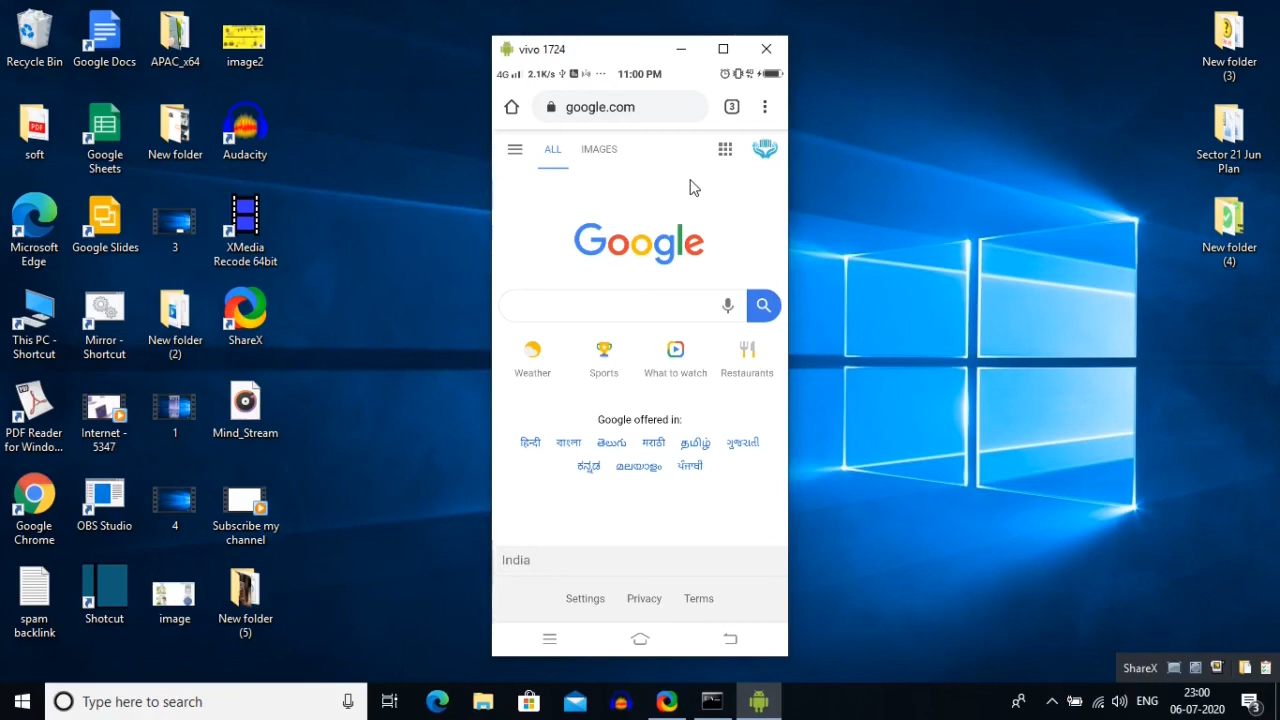 Recycle Bin
Google Docs
APAC_x64
image2
soft
Google
Sheets
New folder
Audacity
Microsoft
Edge
Google Slides
3
XMedia
Recode 64bit
This PC -
Shortcut
Mirror -
Shortcut
New folder
(2)
ShareX
PDF Reader
for Windo...
Internet -
5347
1
Mind_Stream
Google
Chrome
OBS Studio
4
Subscribe my
channel
spam
backlink
Shotcut
image
New folder
(5)
vivo 1724
4G 2.1K/s ... 11:00 PM
google.com
3
ALL IMAGES
Google
Weather Sports What to watch Restaurants
Google offered in:
हिन्दी বাংলা తెలుగు मराठी தமிழ் ગુજરાતી
ಕನ್ನಡ മലയാളം ਪੰਜਾਬੀ
India
Settings Privacy Terms
New folder
(3)
Sector 21 Jun
Plan
New folder
(4)
ShareX
Type here to search
ENG
23:00
06-07-2020